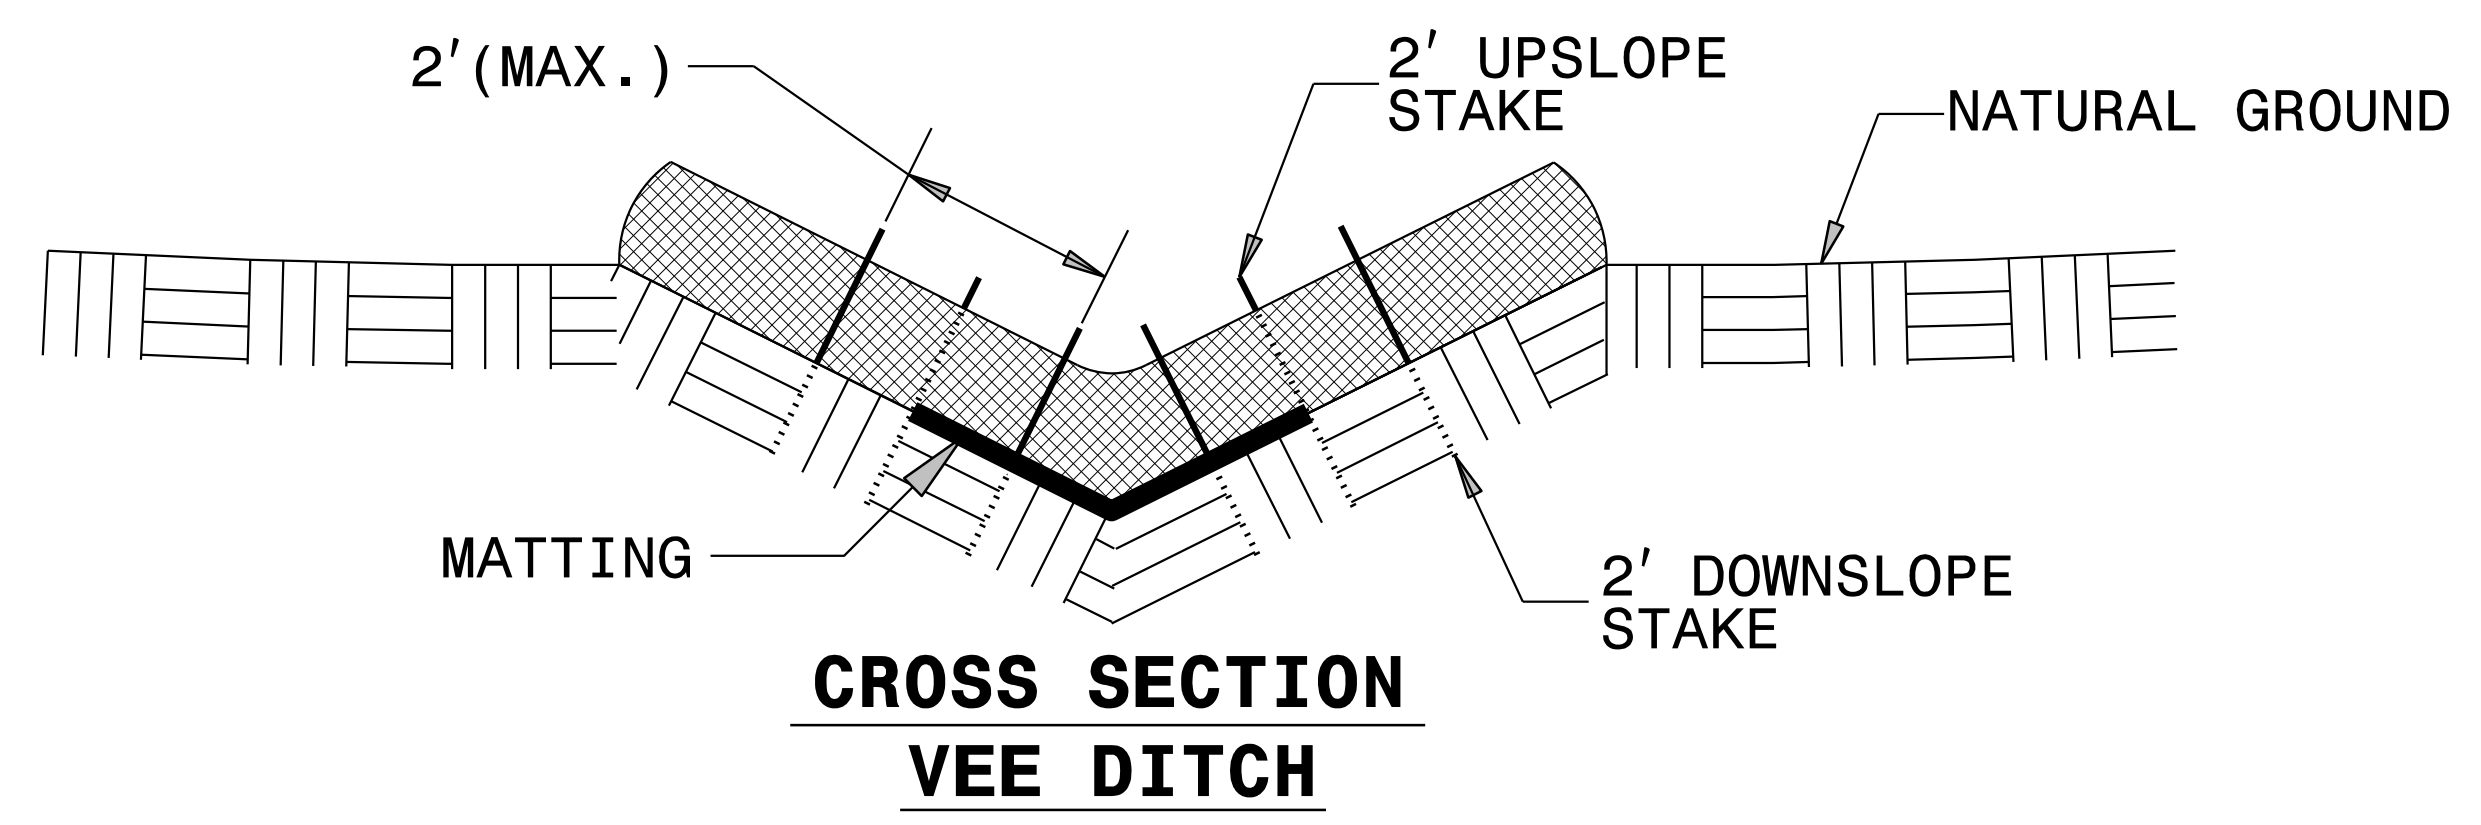 2'(MAX.)
2' UPSLOPE
STAKE
NATURAL GROUND
MATTING
2' DOWNSLOPE
STAKE
CROSS SECTION
VEE DITCH